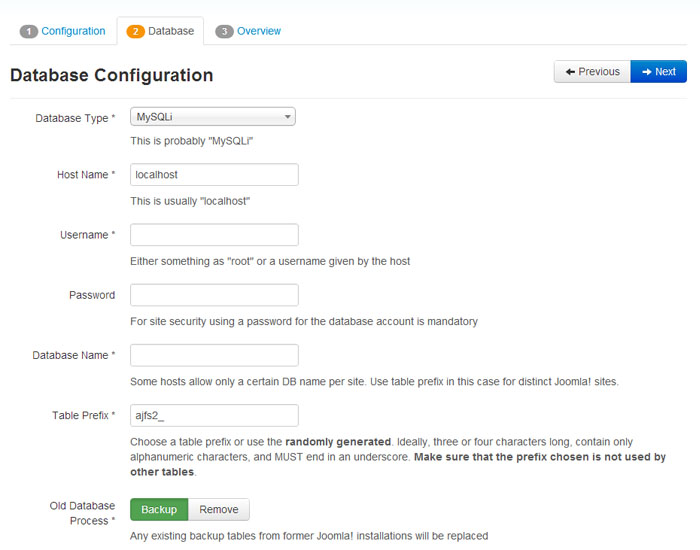 1 Configuration 2 Database 3 Overview
Database Configuration
Previous Next
Database Type * MySQLi
This is probably "MySQLi"
Host Name * localhost
This is usually "localhost"
Username *
Either something as "root" or a username given by the host
Password
For site security using a password for the database account is mandatory
Database Name *
Some hosts allow only a certain DB name per site. Use table prefix in this case for distinct Joomla! sites.
Table Prefix * ajfs2_
Choose a table prefix or use the randomly generated. Ideally, three or four characters long, contain only
alphanumeric characters, and MUST end in an underscore. Make sure that the prefix chosen is not used by
other tables.
Old Database
Process * Backup Remove
Any existing backup tables from former Joomla! installations will be replaced